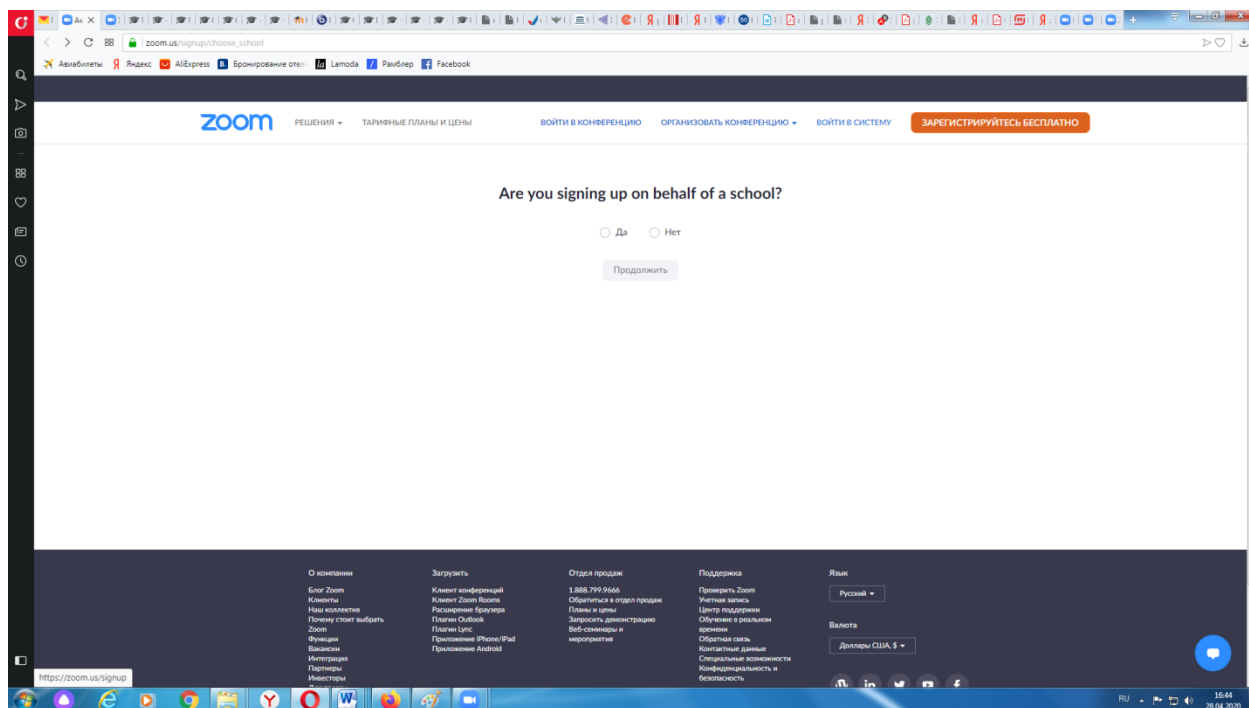 zoom.us/signup/choose_school
Авиабилеты Яндекс AliExpress Бронирование отел Lamoda Рамблер Facebook
zoom РЕШЕНИЯ ТАРИФНЫЕ ПЛАНЫ И ЦЕНЫ ВОЙТИ В КОНФЕРЕНЦИЮ ОРГАНИЗОВАТЬ КОНФЕРЕНЦИЮ ВОЙТИ В СИСТЕМУ ЗАРЕГИСТРИРУЙТЕСЬ БЕСПЛАТНО
Are you signing up on behalf of a school?
Да Нет
Продолжить
О компании
Блог Zoom
Клиенты
Наш коллектив
Почему стоит выбрать
Zoom
Функции
Вакансии
Интеграция
Партнеры
Инвесторы
Загрузить
Клиент конференций
Клиент Zoom Rooms
Расширение браузера
Плагин Outlook
Плагин Lync
Приложение iPhone/iPad
Приложение Android
Отдел продаж
1.888.799.9666
Обратиться в отдел продаж
Планы и цены
Запросить демонстрацию
Веб-семинары и
мероприятия
Поддержка
Проверить Zoom
Учетная запись
Центр поддержки
Обучение в реальном
времени
Обратная связь
Контактные данные
Специальные возможности
Конфиденциальность и
безопасность
Язык
Русский
Валюта
Доллары США, $
https://zoom.us/signup
RU
16:44
28.04.2020